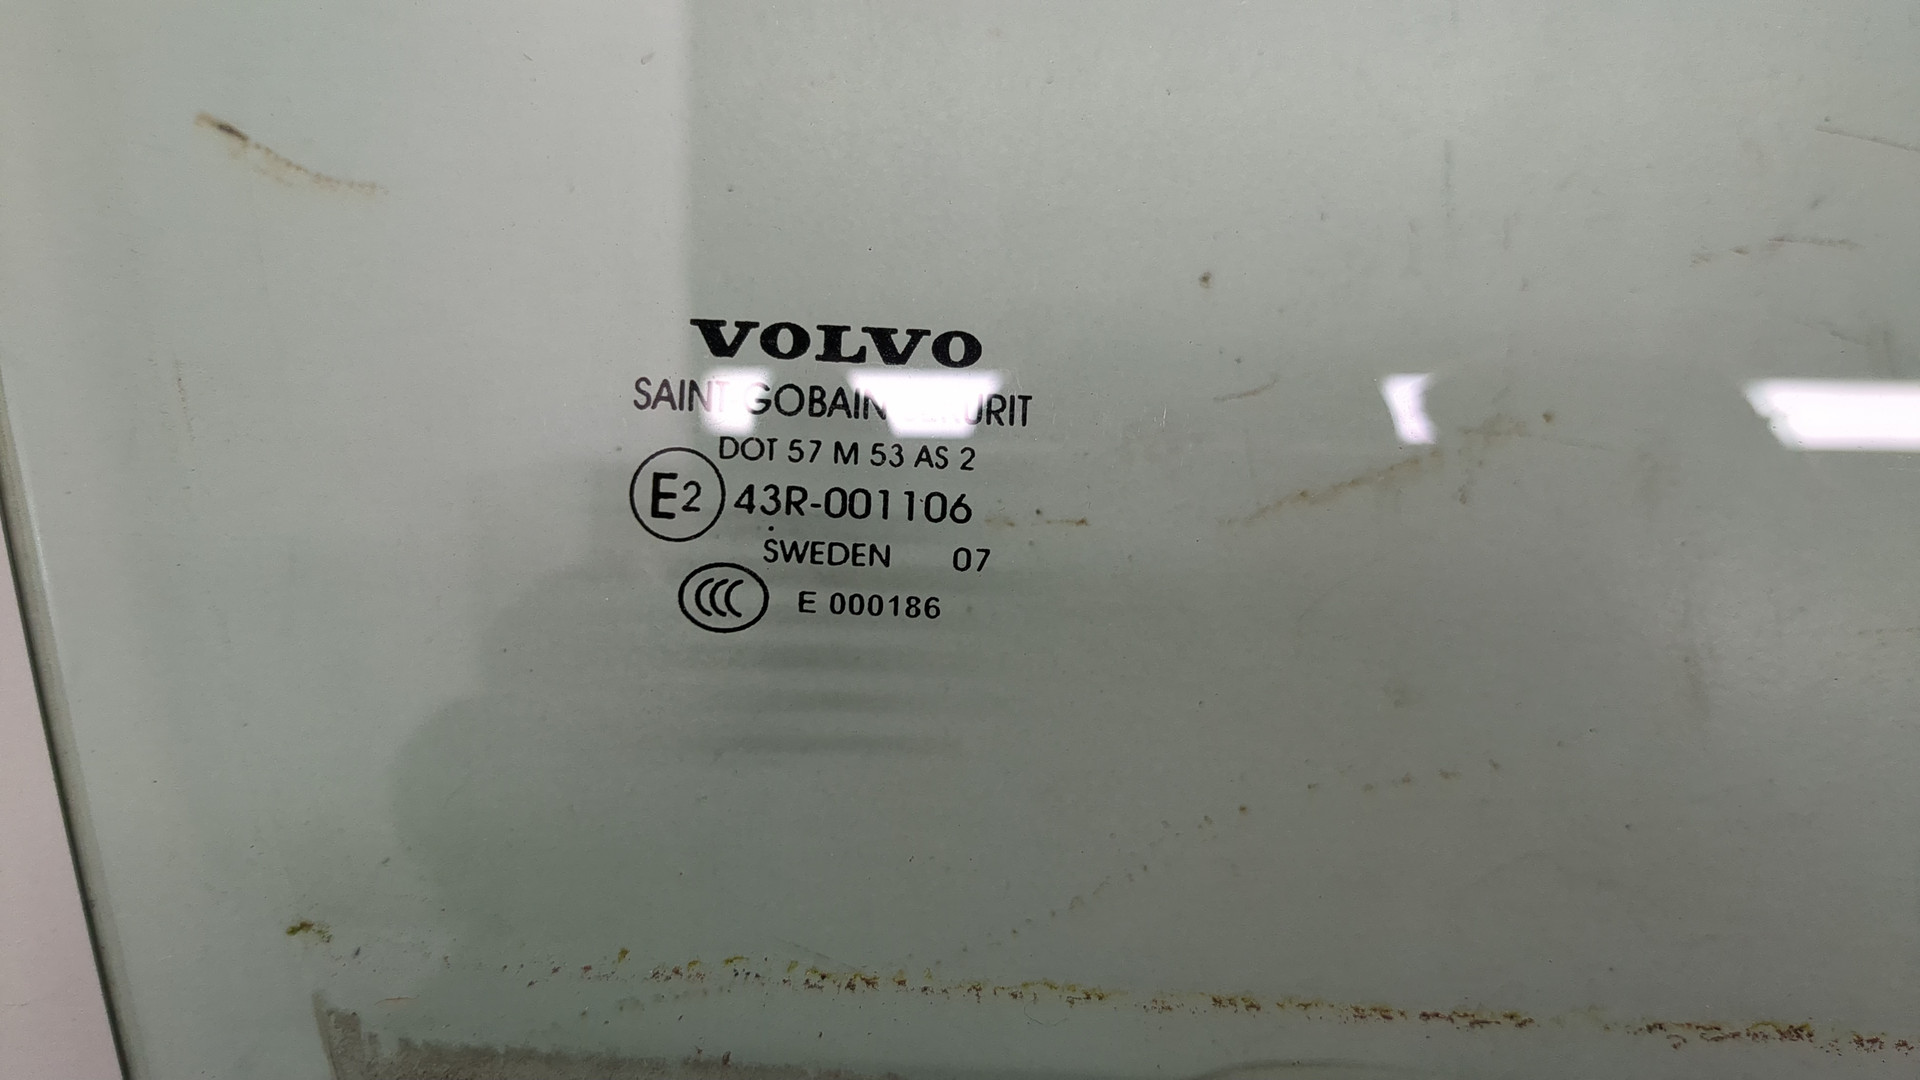 VOLVO
SAINT GOBAIN
DOT 57 M 53 AS 2
E2 43R-001106
SWEDEN 07
CCC E 000186